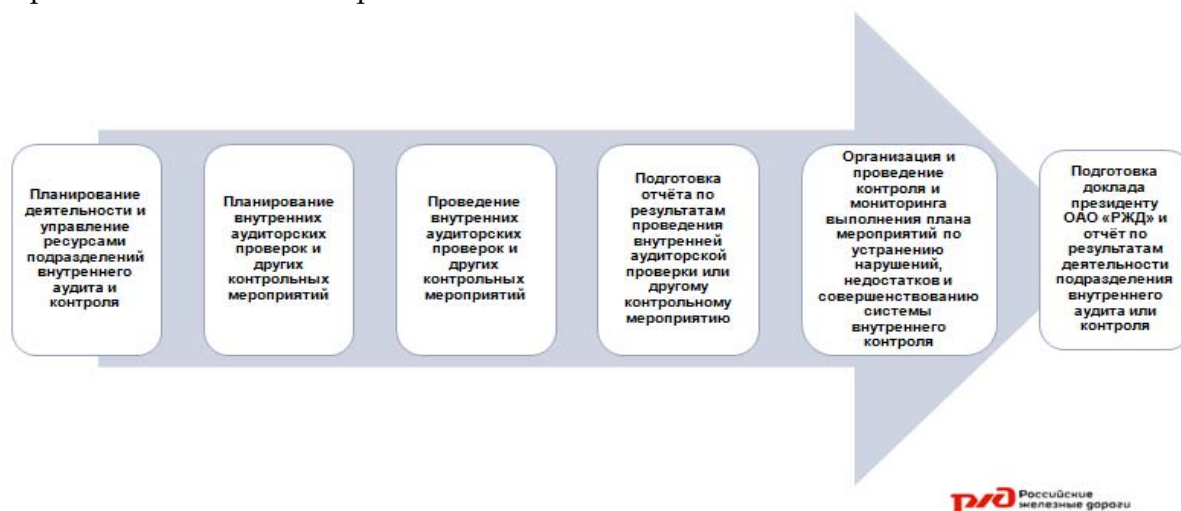 Планирование
деятельности и
управление
ресурсами
подразделений
внутреннего
аудита и
контроля
Планирование
внутренних
аудиторских
проверок и
других
контрольных
мероприятий
Проведение
внутренних
аудиторских
проверок и
других
контрольных
мероприятий
Подготовка
отчёта по
результатам
проведения
внутренней
аудиторской
проверки или
другому
контрольному
мероприятию
Организация и
проведение
контроля и
мониторинга
выполнения плана
мероприятий по
устранению
нарушений,
недостатков и
совершенствованию
системы
внутреннего
контроля
Подготовка
доклада
президенту
ОАО «РЖД» и
отчёт по
результатам
деятельности
подразделения
внутреннего
аудита или
контроля
ржд
Российские
железные дороги